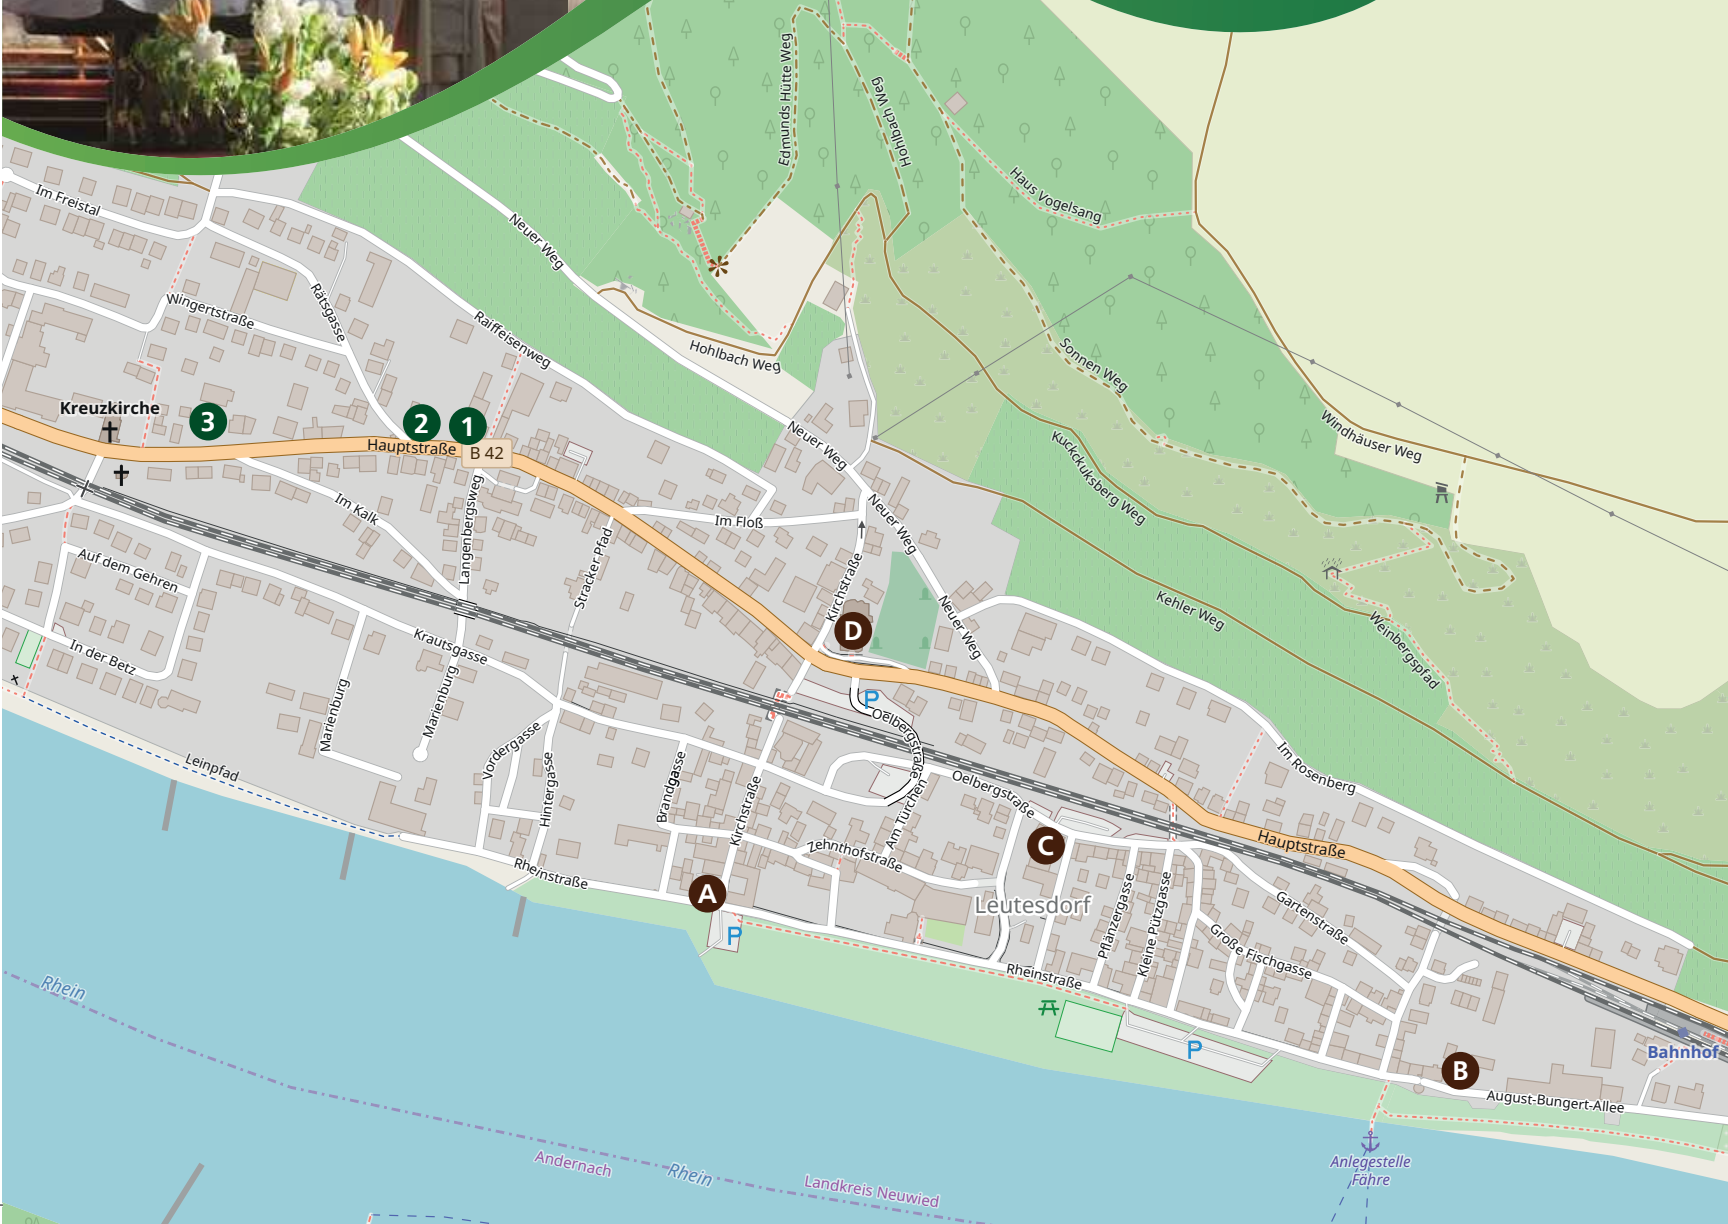 Edmunds Hütte Weg
Hohlbach Weg
Haus Vogelsang
Im Freistal
Neuer Weg
Wingertstraße
Rätsgasse
Raiffeisenweg
Hohlbach Weg
Sonnen Weg
Windhäuser Weg
Kreuzkirche
3
2
1
Hauptstraße
B 42
Neuer Weg
Kuckucksberg Weg
Im Kalk
Langenbergsweg
Im Floß
Neuer Weg
Stracker Pfad
Kirchstraße
Auf dem Gehren
Kehler Weg
Weinbergspfad
Neuer Weg
D
In der Betz
Krautsgasse
Marienburg
Marienburg
P
Oelbergstraße
Vordergasse
Hintergasse
Brandgasse
Kirchstraße
Leinpfad
Oelbergstraße
Am Türchen
Im Rosenberg
Zehnthofstraße
C
Hauptstraße
Rheinstraße
A
Leutesdorf
Pflänzergasse
Kleine Pützgasse
Gartenstraße
Große Fischgasse
P
Rheinstraße
Rhein
P
Bahnhof
B
August-Bungert-Allee
Anlegestelle
Fähre
Andernach
Rhein
Landkreis Neuwied